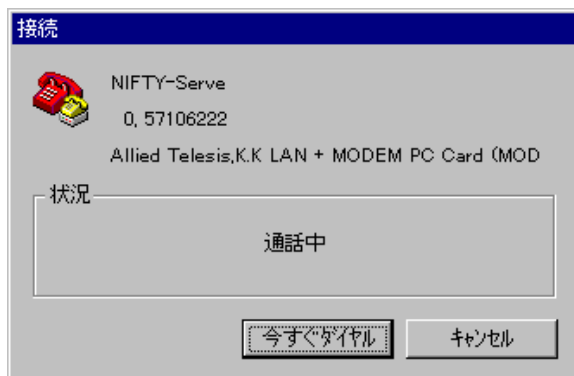 接続
NIFTY-Serve
0, 57106222
Allied Telesis,K.K LAN + MODEM PC Card (MOD
状況
通話中
今すぐﾀﾞｲﾔﾙ
ｷｬﾝｾﾙ